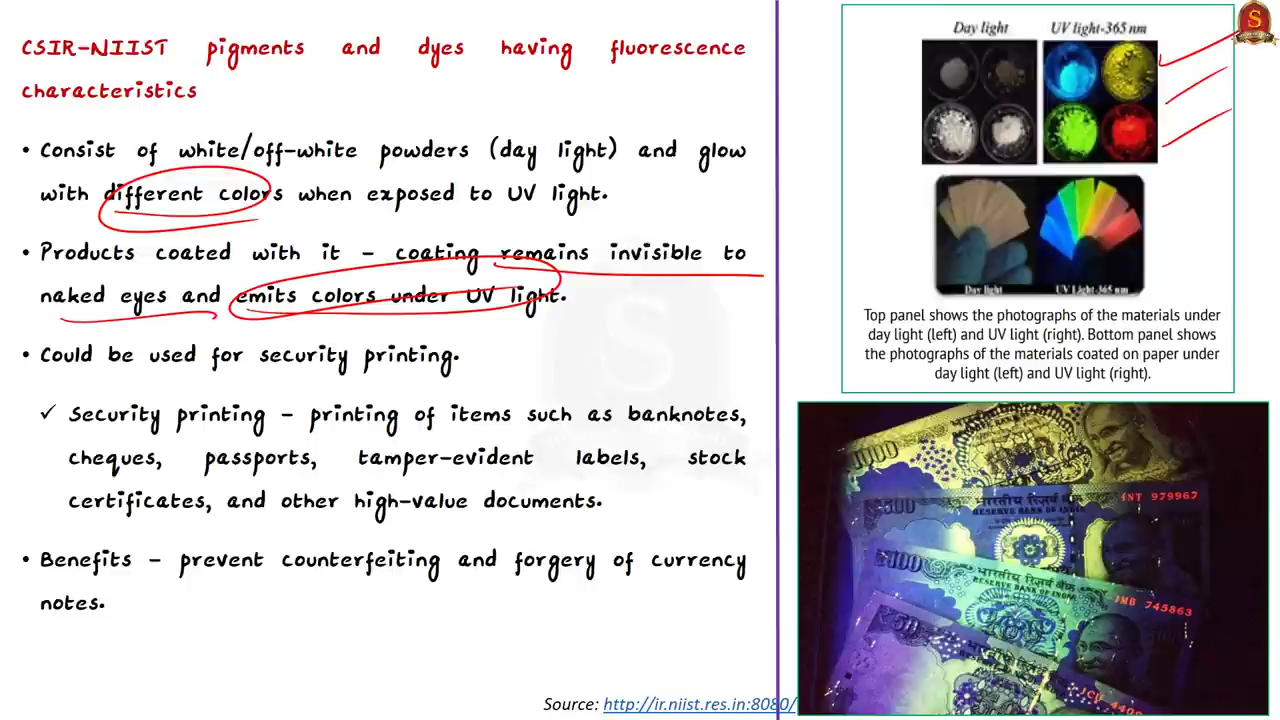 CSIR-NIIST pigments and dyes having fluorescence
characteristics
• Consist of white/off-white powders (day light) and glow
with different colors when exposed to UV light.
• Products coated with it - coating remains invisible to
naked eyes and emits colors under UV light.
• Could be used for security printing.
✓ Security printing - printing of items such as banknotes,
cheques, passports, tamper-evident labels, stock
certificates, and other high-value documents.
• Benefits - prevent counterfeiting and forgery of currency
notes.
Source: http://ir.niist.res.in:8080/
Day light UV light-365 nm
Day light UV Light-365 nm
Top panel shows the photographs of the materials under
day light (left) and UV light (right). Bottom panel shows
the photographs of the materials coated on paper under
day light (left) and UV light (right).
S
1000
भारतीय रिज़र्व बैंक
RESERVE BANK OF INDIA
₹500
INT 979967
भारतीय रिज़र्व बैंक
RESERVE BANK OF INDIA
₹100
JMB 745863
₹50
S